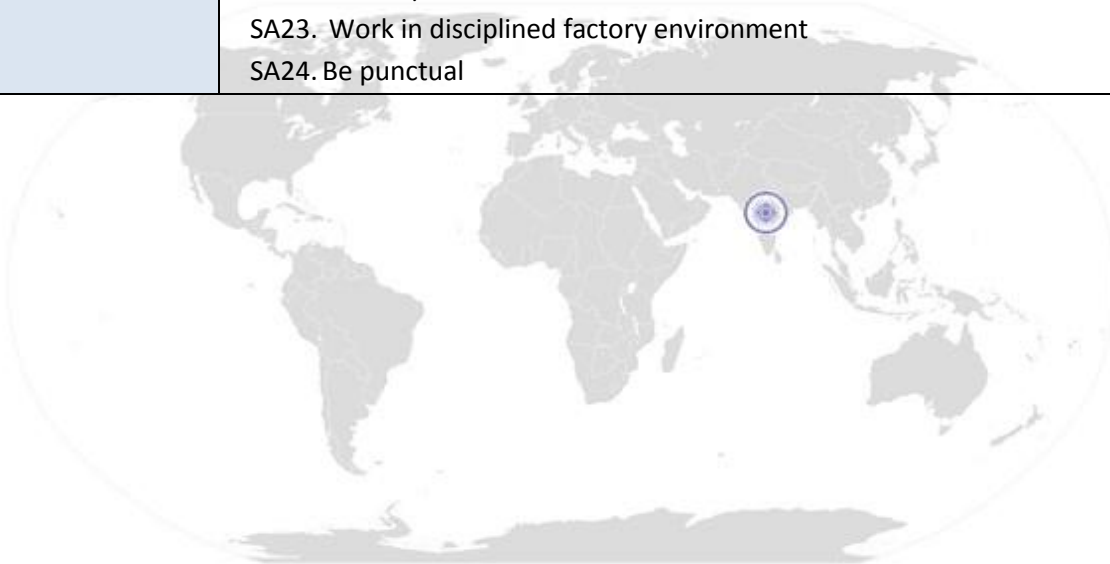 SA23. Work in disciplined factory environment
SA24. Be punctual